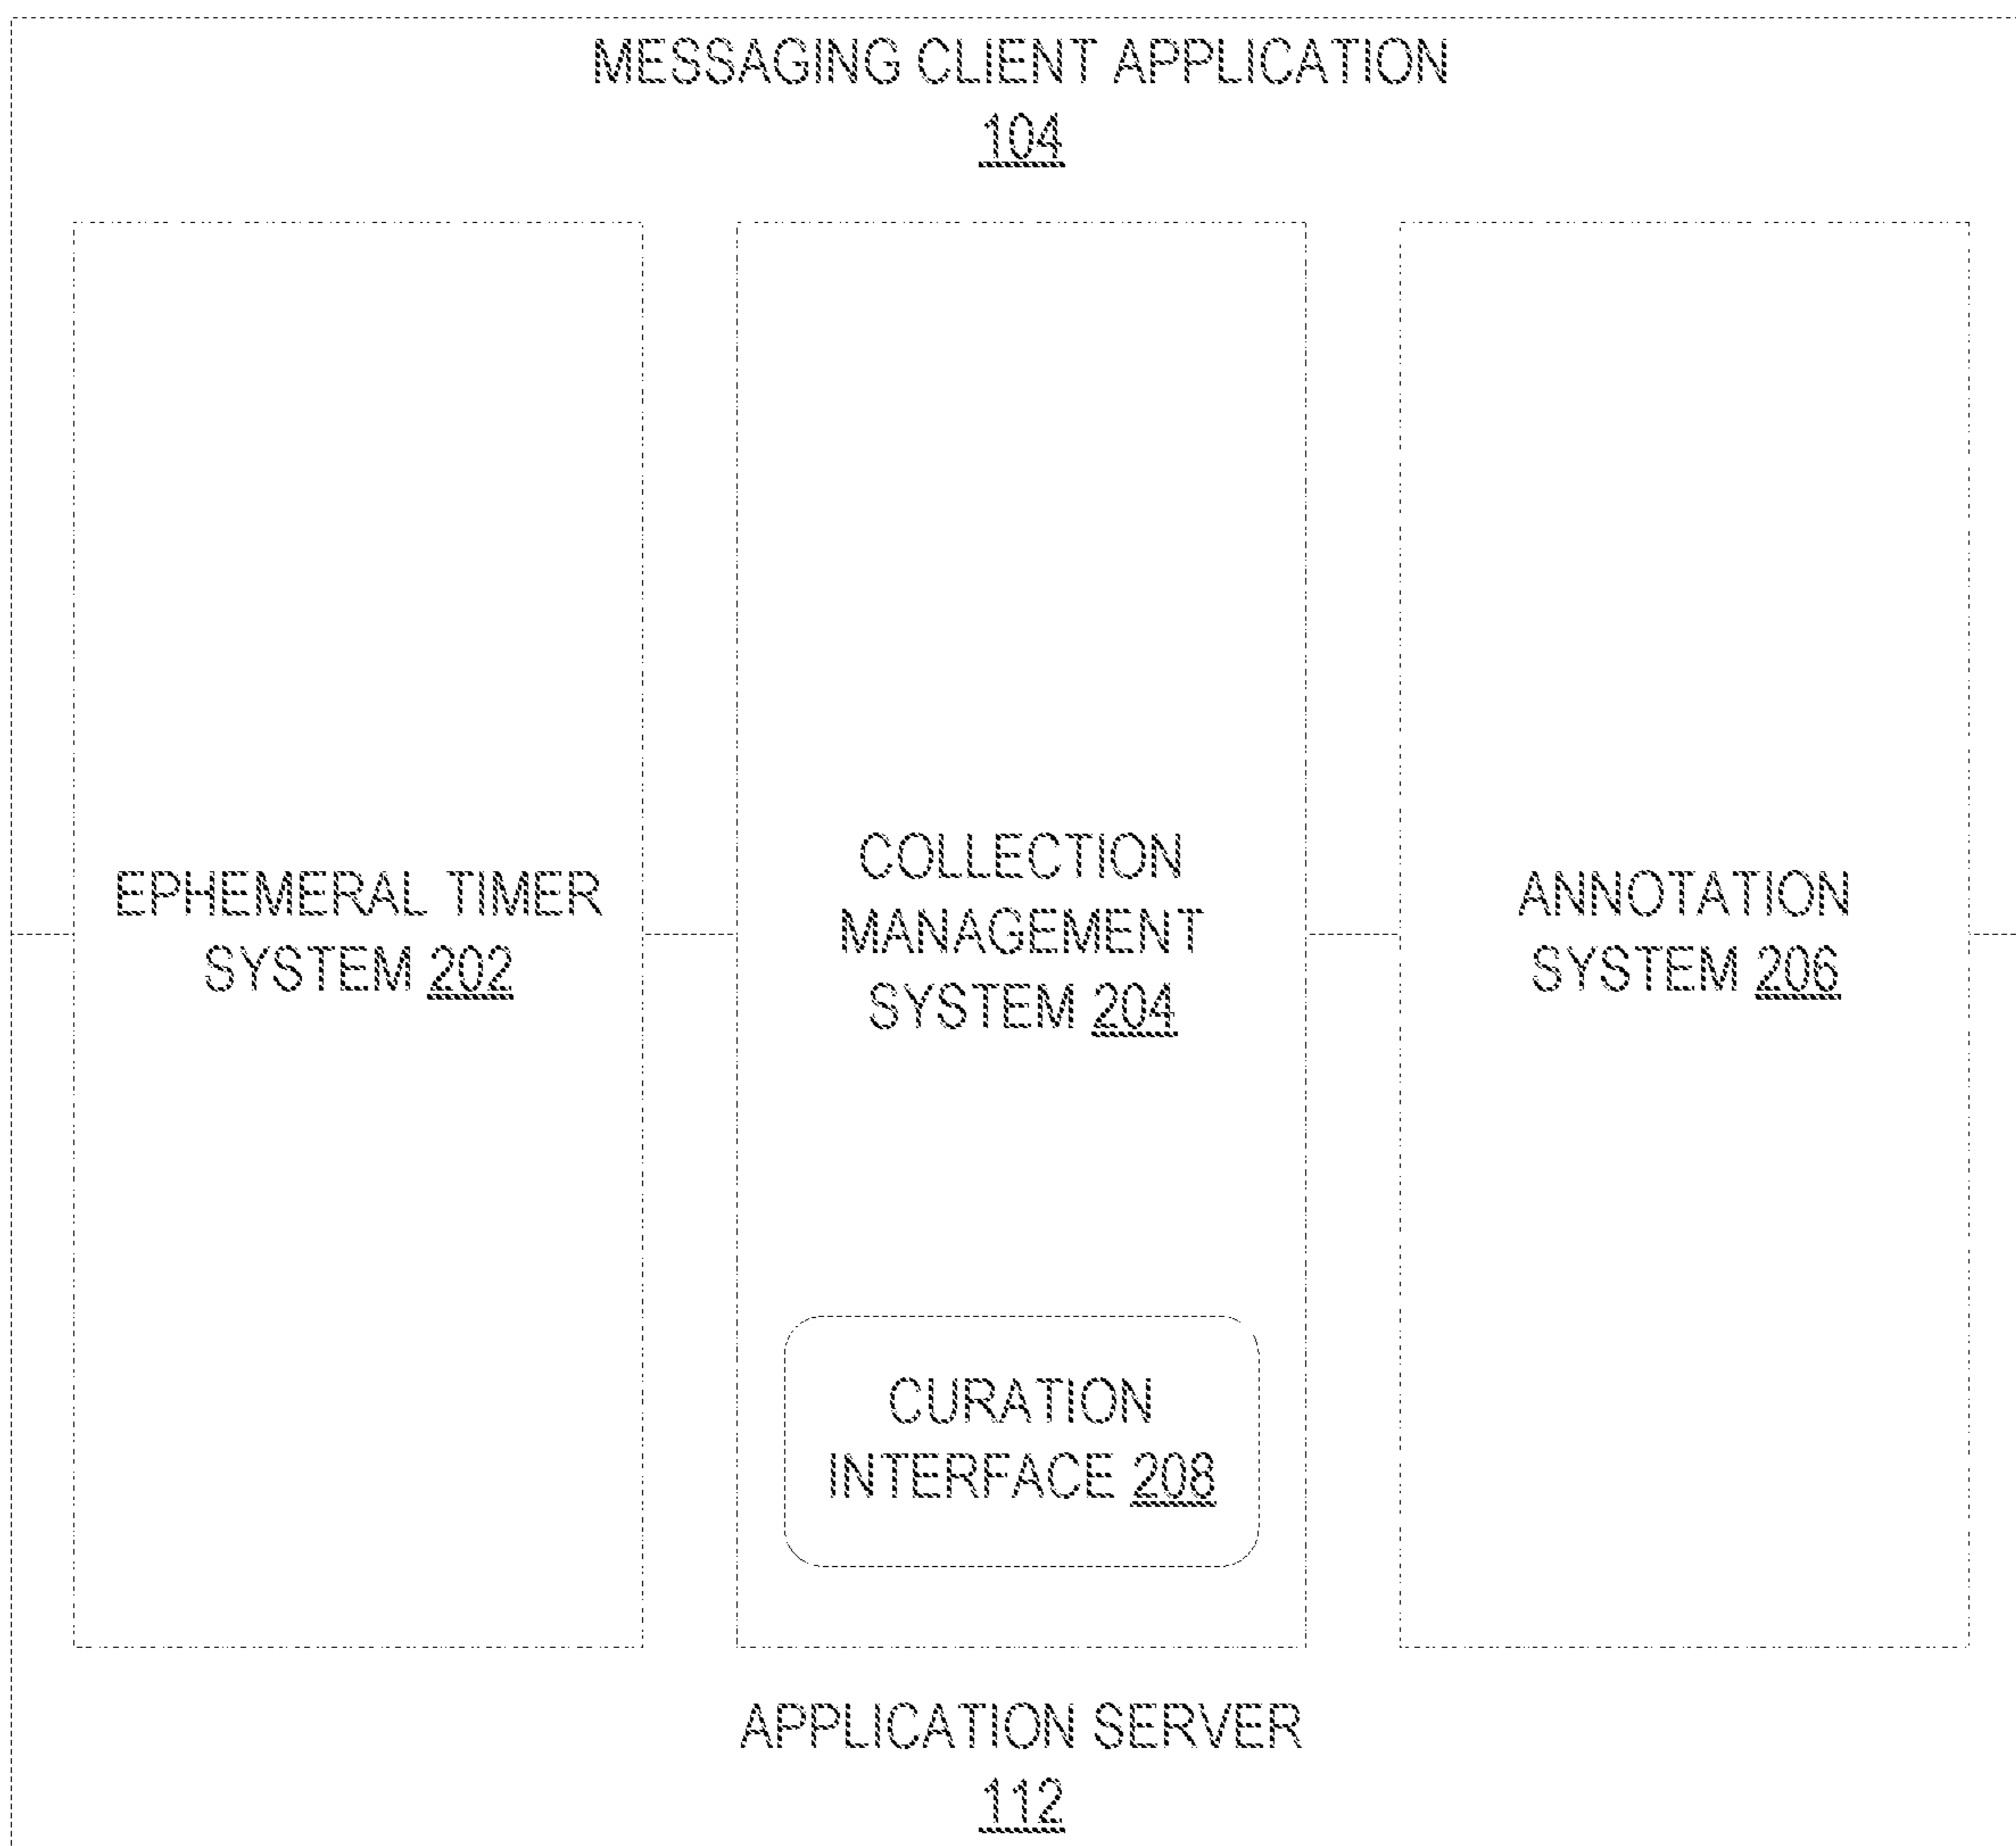 MESSAGING CLIENT APPLICATION
104
EPHEMERAL TIMER
SYSTEM 202
COLLECTION
MANAGEMENT
SYSTEM 204
ANNOTATION
SYSTEM 206
CURATION
INTERFACE 208
APPLICATION SERVER
112